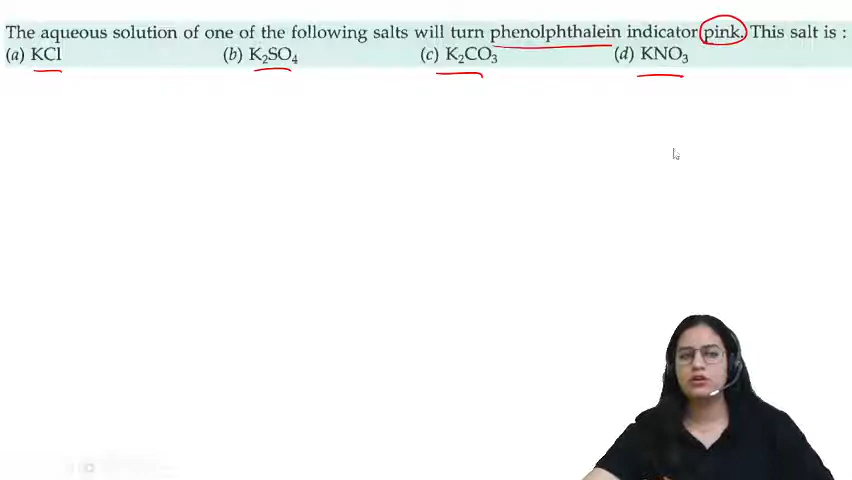 The aqueous solution of one of the following salts will turn phenolphthalein indicator pink. This salt is :
(a) KCl (b) K₂SO₄ (c) K₂CO₃ (d) KNO₃